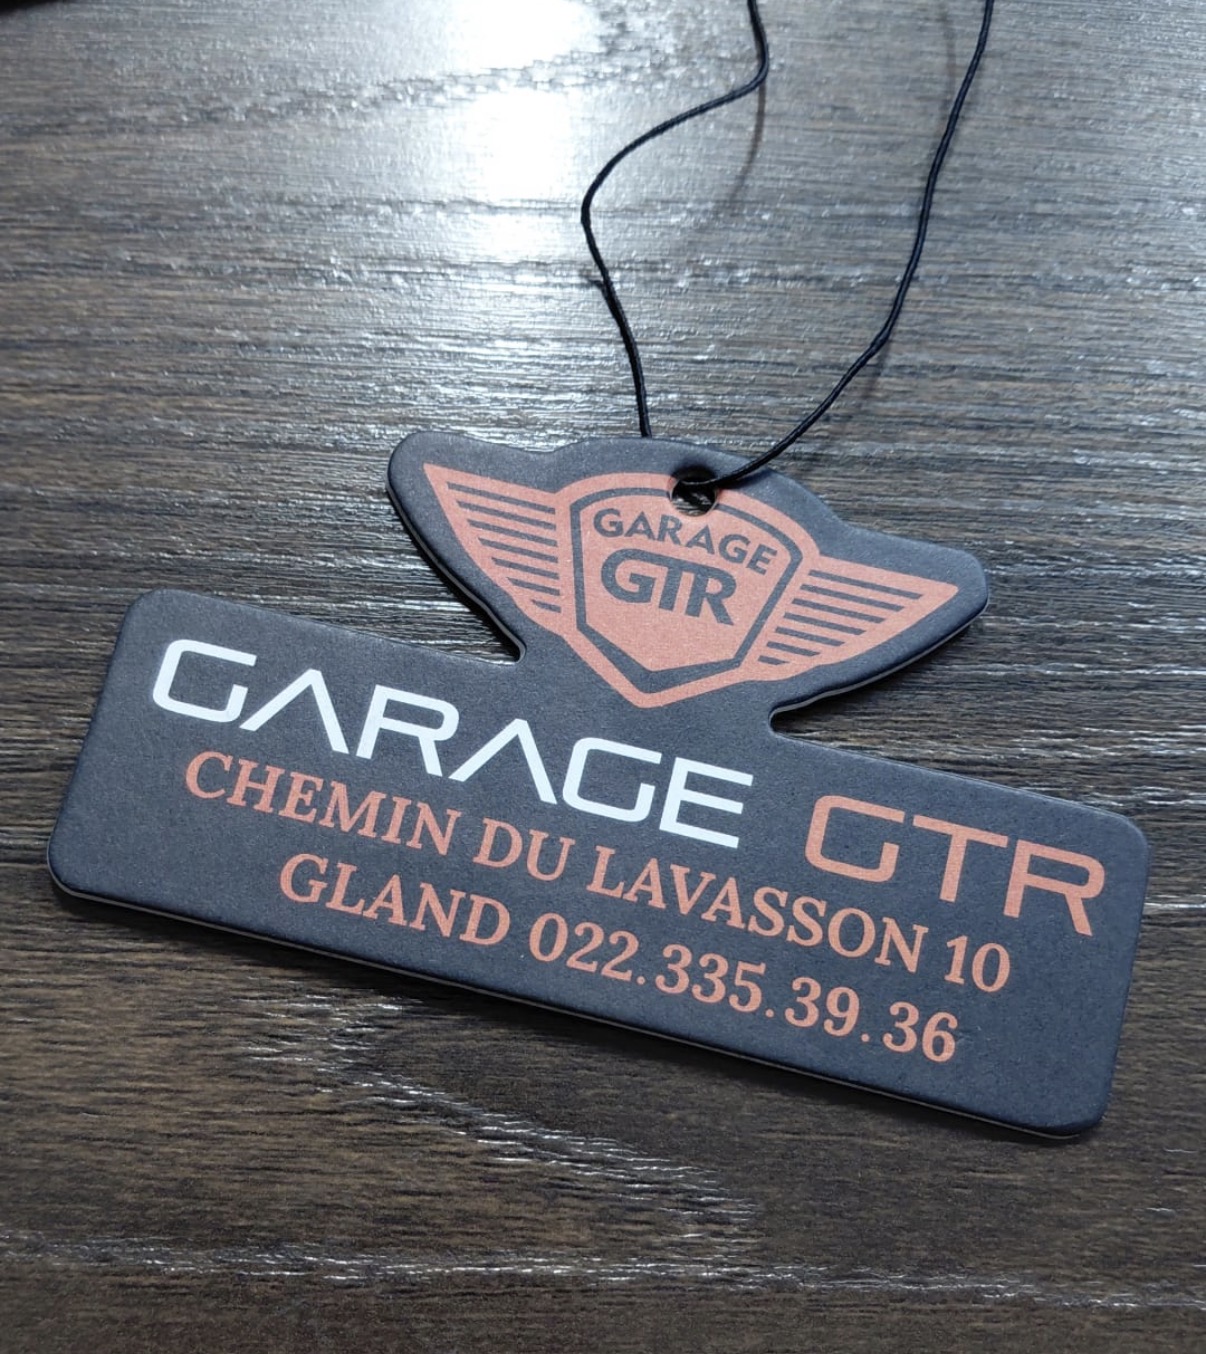 GARAGE
GTR
GARAGE GTR
CHEMIN DU LAVASSON 10
GLAND 022.335.39.36